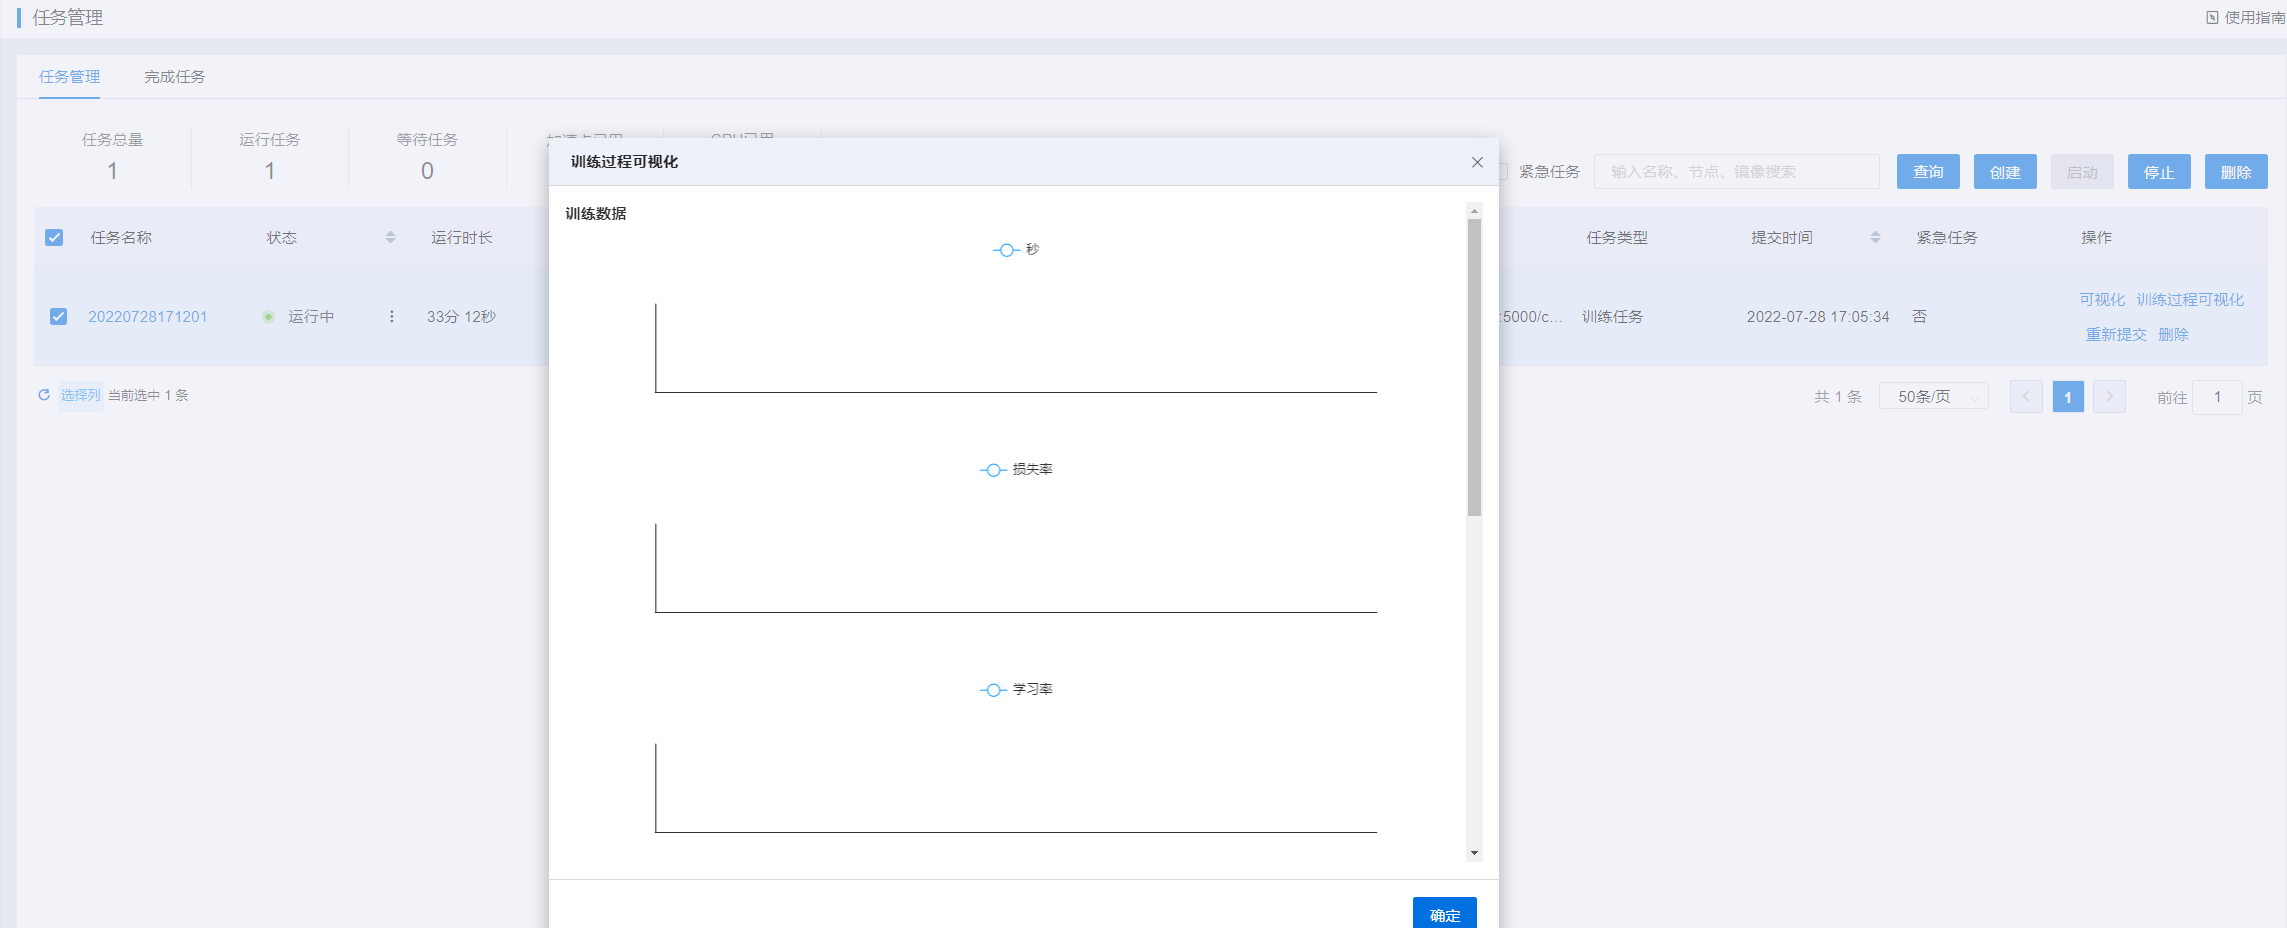 任务管理
使用指南
任务管理 完成任务
任务总量 运行任务 等待任务
1 1 0
训练过程可视化
紧急任务 输入名称、节点、镜像搜索 查询 创建 启动 停止 删除
训练数据
秒
任务名称 状态 运行时长 任务类型 提交时间 紧急任务 操作
20220728171201 运行中 33分 12秒 :5000/c... 训练任务 2022-07-28 17:05:34 否
可视化 训练过程可视化
重新提交 删除
选择列 当前选中 1 条
共 1 条 50条/页 1 前往 1 页
损失率
学习率
确定